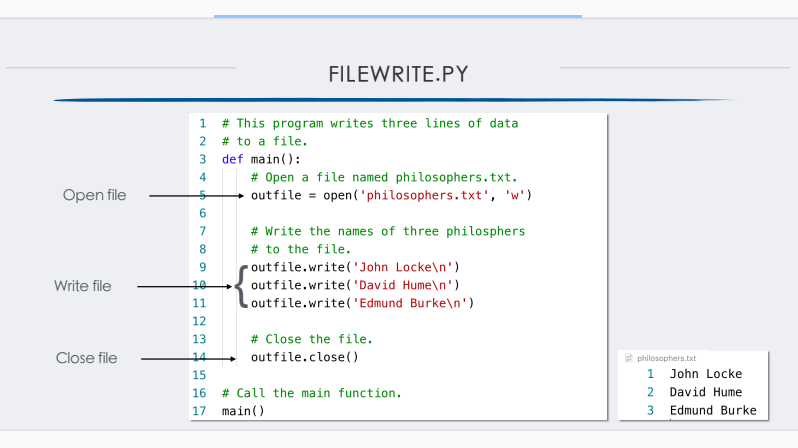 FILEWRITE.PY
1 # This program writes three lines of data
2 # to a file.
3 def main():
4     # Open a file named philosophers.txt.
Open file
5     outfile = open('philosophers.txt', 'w')
6
7     # Write the names of three philosphers
8     # to the file.
9     outfile.write('John Locke\n')
Write file
10     outfile.write('David Hume\n')
11     outfile.write('Edmund Burke\n')
12
13     # Close the file.
Close file
14     outfile.close()
15
16 # Call the main function.
17 main()
philosophers.txt
1 John Locke
2 David Hume
3 Edmund Burke